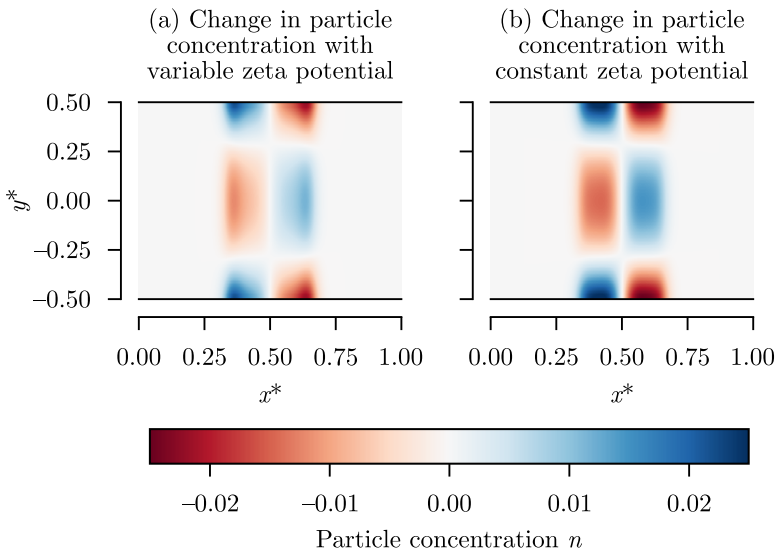 (a) Change in particle
concentration with
variable zeta potential
(b) Change in particle
concentration with
constant zeta potential
0.50
0.25
0.00
−0.25
−0.50
y*
0.00 0.25 0.50 0.75 1.00
x*
0.00 0.25 0.50 0.75 1.00
x*
−0.02 −0.01 0.00 0.01 0.02
Particle concentration n